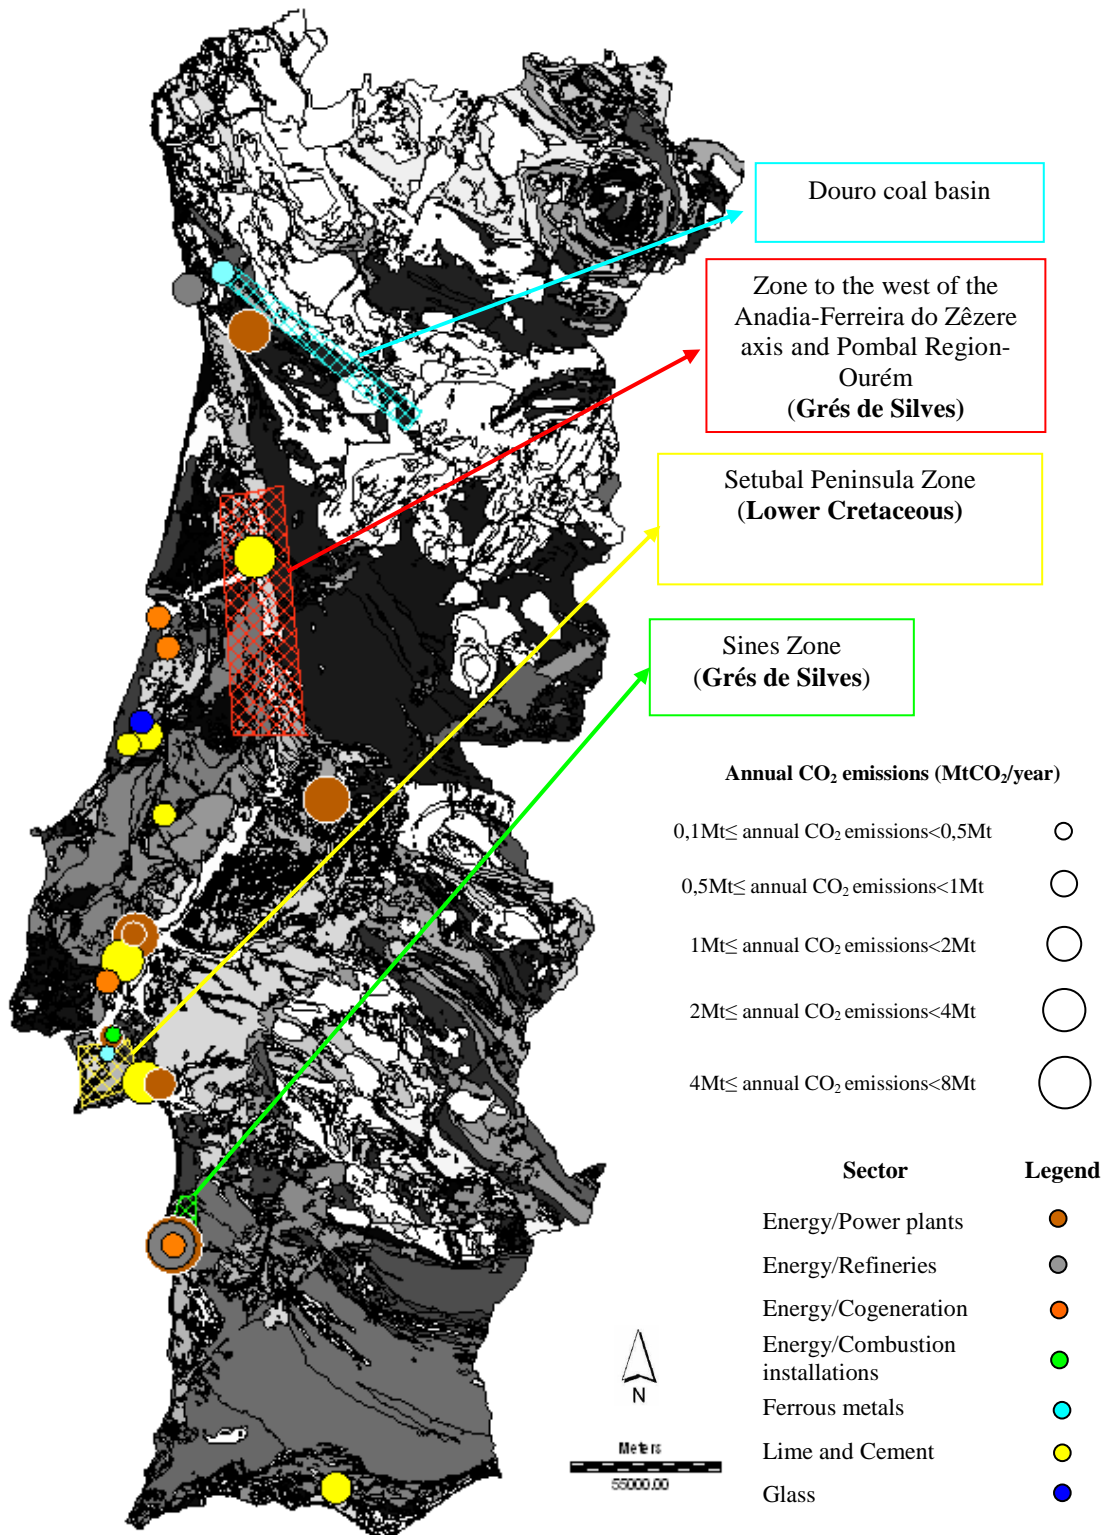 Douro coal basin
Zone to the west of the
Anadia-Ferreira do Zêzere
axis and Pombal Region-
Ourém
(Grés de Silves)
Setubal Peninsula Zone
(Lower Cretaceous)
Sines Zone
(Grés de Silves)
Annual CO₂ emissions (MtCO₂/year)
0,1Mt≤ annual CO₂ emissions<0,5Mt
0,5Mt≤ annual CO₂ emissions<1Mt
1Mt≤ annual CO₂ emissions<2Mt
2Mt≤ annual CO₂ emissions<4Mt
4Mt≤ annual CO₂ emissions<8Mt
Sector Legend
Energy/Power plants
Energy/Refineries
Energy/Cogeneration
Energy/Combustion
installations
Ferrous metals
Lime and Cement
Glass
N
Meters
55000.00